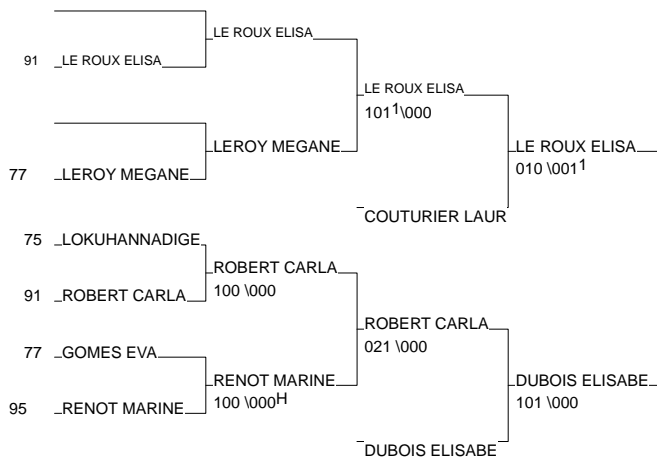 LE ROUX ELISA
91 LE ROUX ELISA
LE ROUX ELISA
101¹\000
LEROY MEGANE
LE ROUX ELISA
010 \001¹
77 LEROY MEGANE
COUTURIER LAUR
75 LOKUHANNADIGE
ROBERT CARLA
100 \000
91 ROBERT CARLA
ROBERT CARLA
021 \000
77 GOMES EVA
RENOT MARINE
100 \000ᴴ
DUBOIS ELISABE
101 \000
95 RENOT MARINE
DUBOIS ELISABE